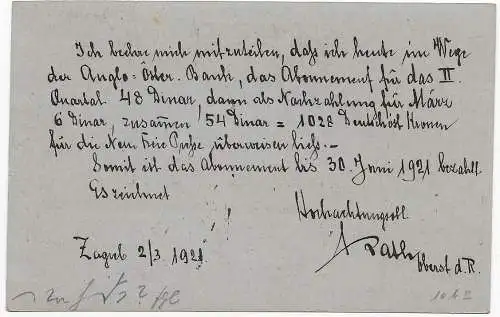 Ich beehre mich mitzuteilen, dass ich heute im Wege
der Anglo-Öster. Bank, das Abonnement für das II
Quartal 48 Dinar, dann als Nachzahlung für März
6 Dinar, zusammen 54 Dinar = 1028 Deutschöst Kronen
für die Neue Freie Presse überweisen liess.-
Somit ist das Abonnement bis 30 Juni 1921 bezahlt.
Es zeichnet
Hochachtungsvoll
Zagreb 2/3 1921
Oberst d. R.